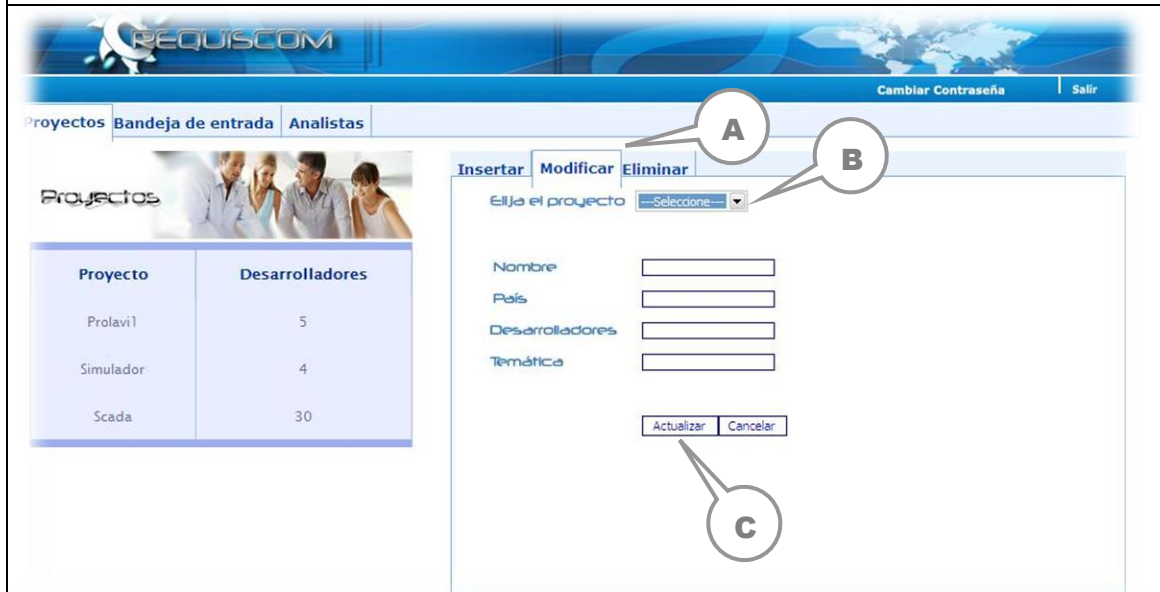 REQUISCOM
Cambiar Contraseña Salir
Proyectos Bandeja de entrada Analistas
A
B
Insertar Modificar Eliminar
Proyectos
Elija el proyecto ---Seleccione---
Proyecto Desarrolladores
Prolavi1 5
Simulador 4
Scada 30
Nombre
País
Desarrolladores
Temática
Actualizar Cancelar
C